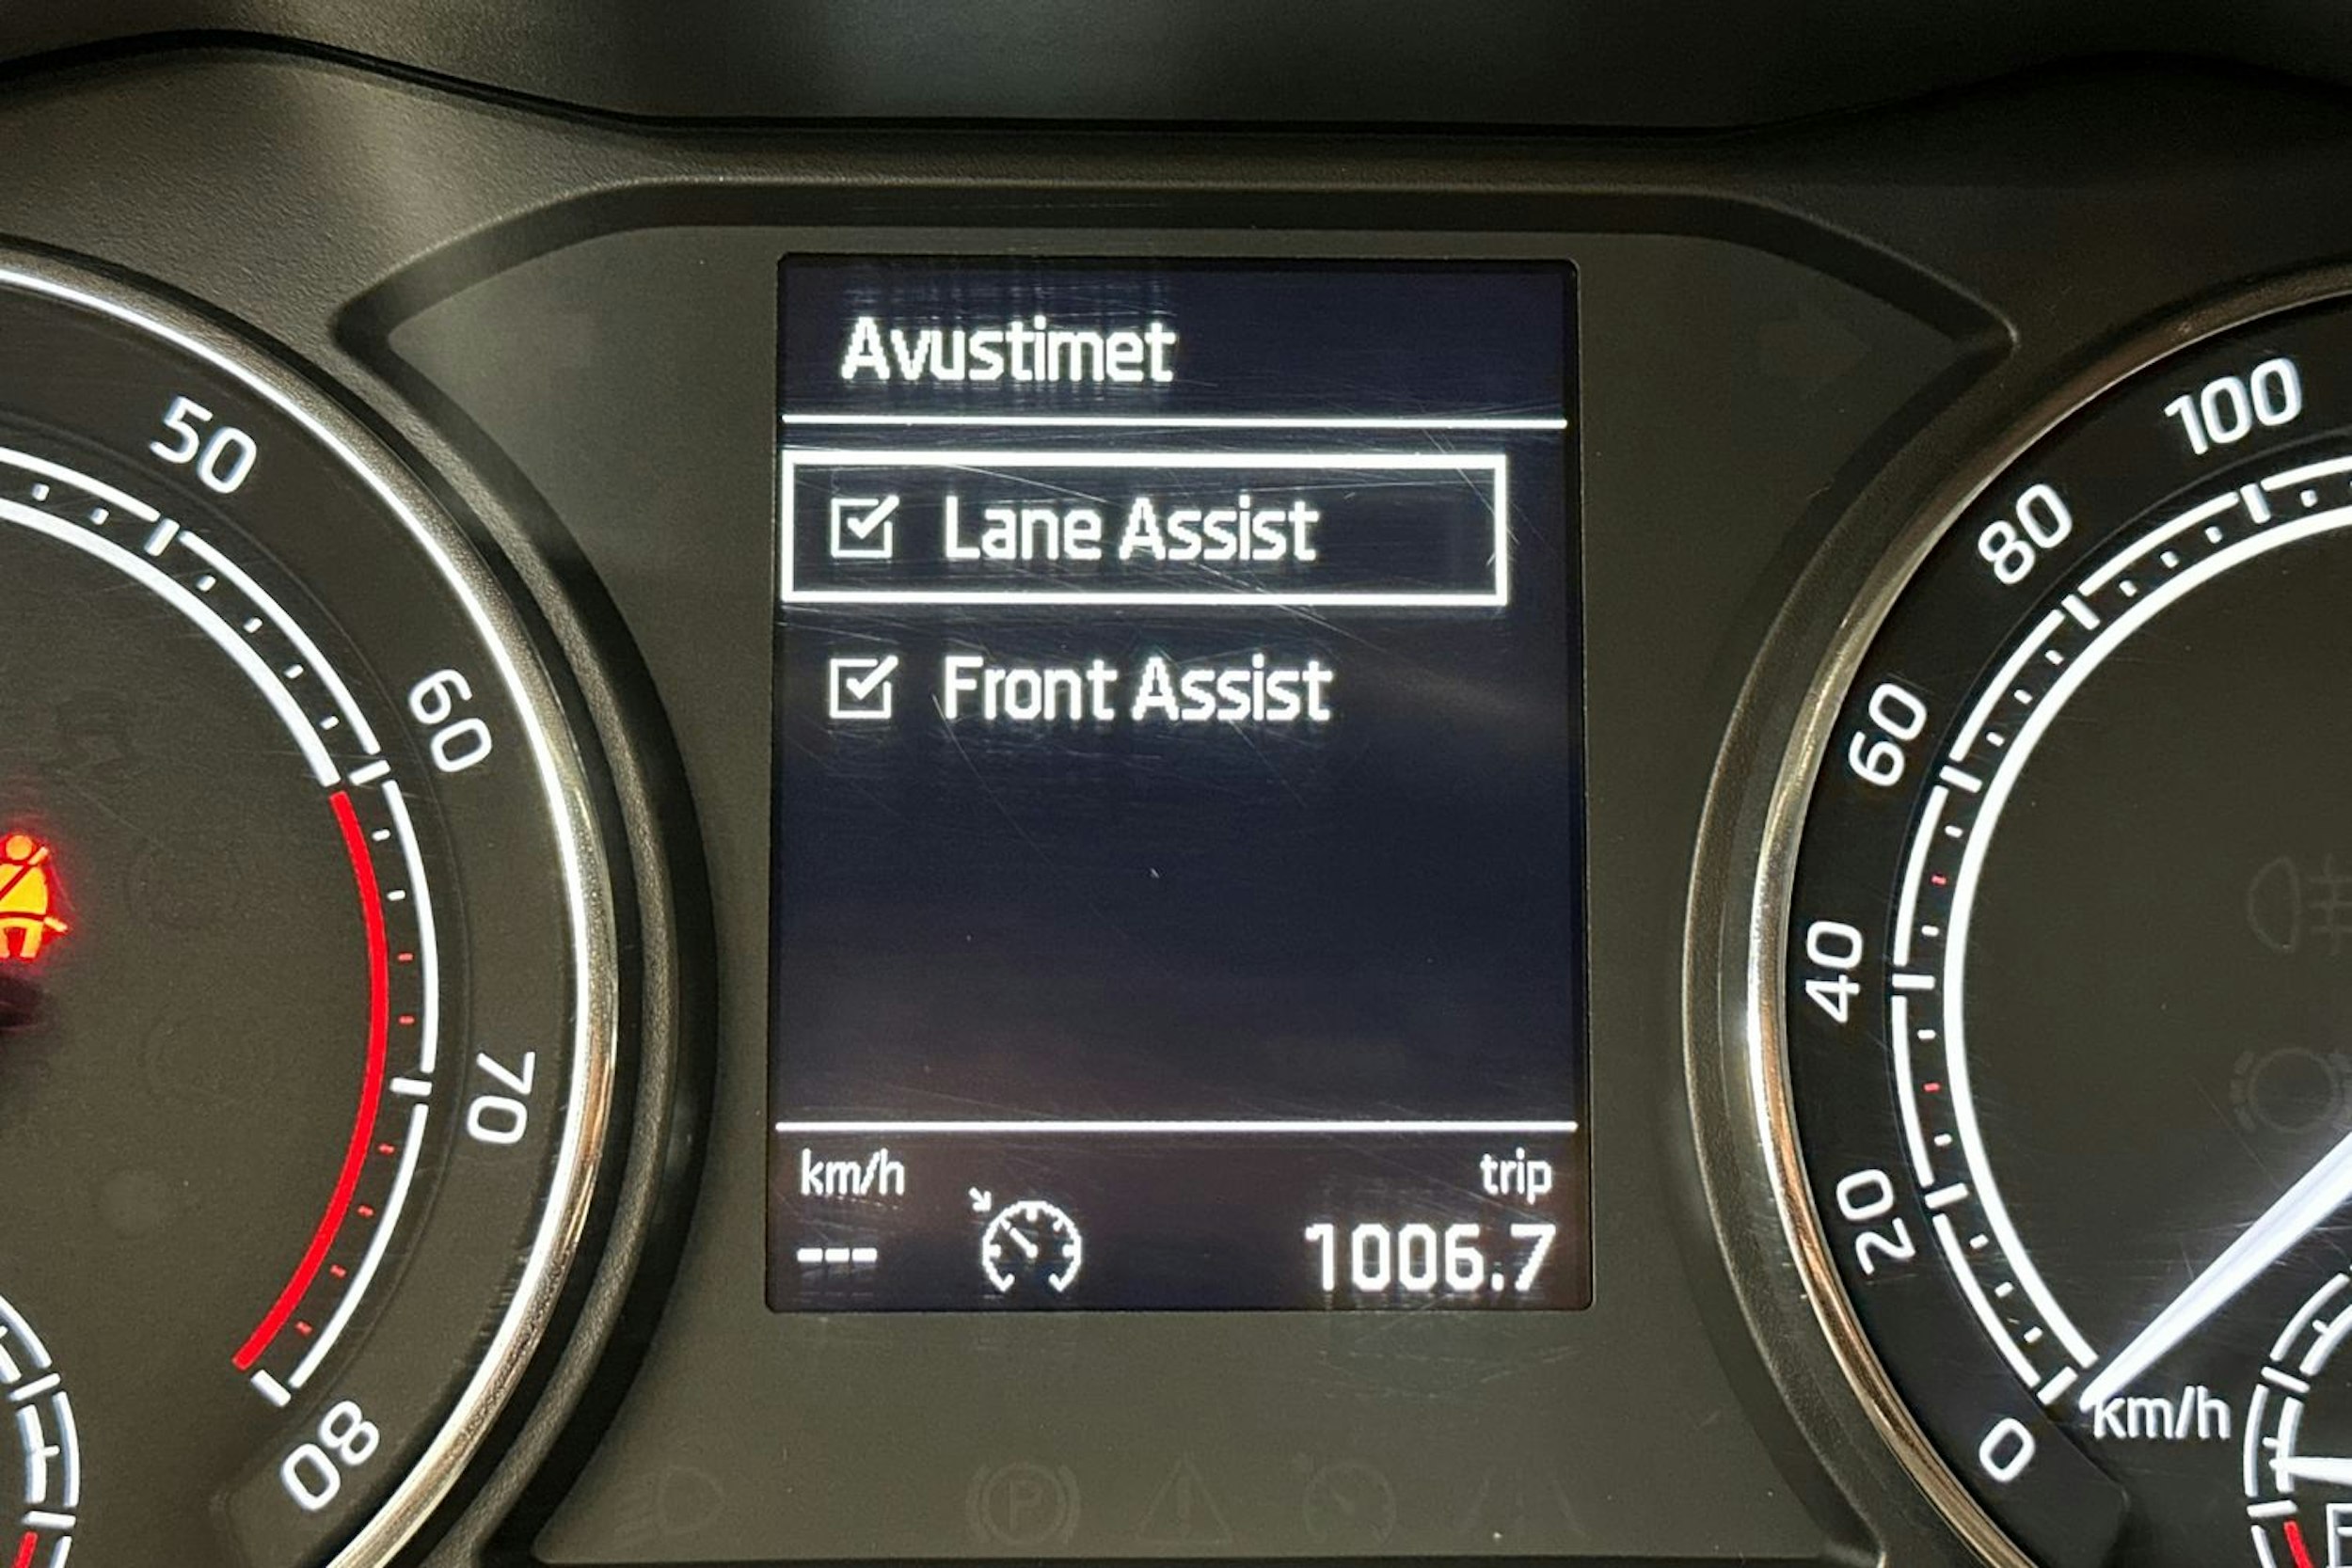 Avustimet
Lane Assist
Front Assist
km/h
trip
---
1006.7
50
60
70
80
100
80
60
40
20
0
km/h